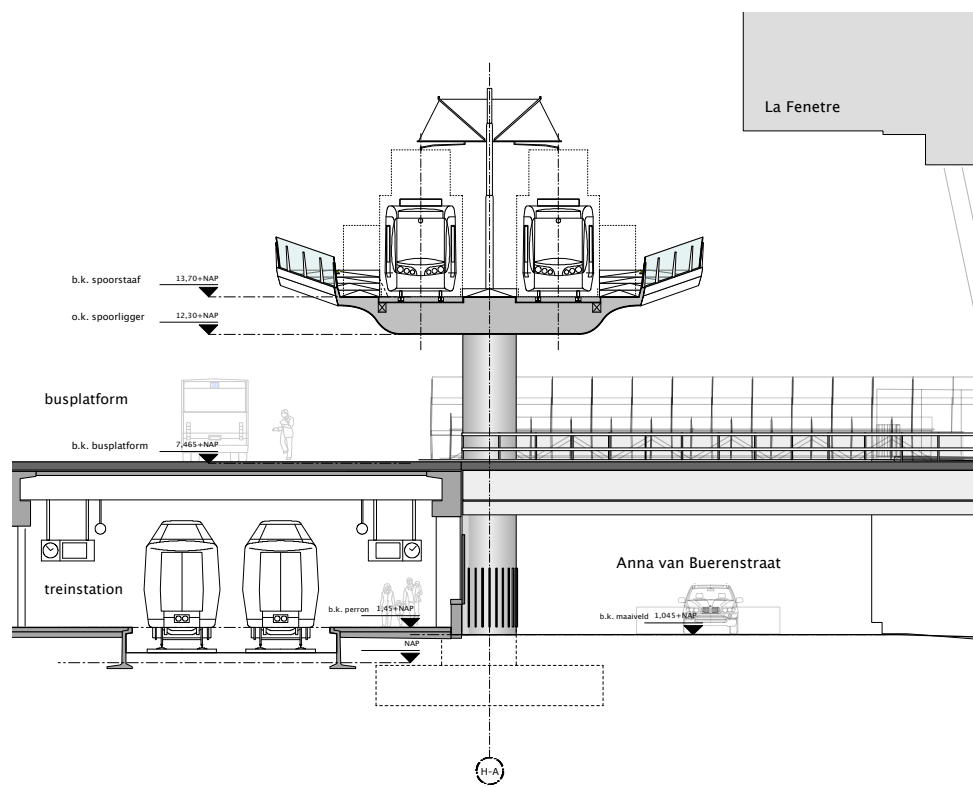 La Fenetre
b.k. spoorstaaf 13,70+NAP
o.k. spoorligger 12,30+NAP
busplatform
b.k. busplatform 7,465+NAP
Anna van Buerenstraat
treinstation
b.k. perron 1,45+NAP
b.k. maaiveld 1,045+NAP
NAP
H-A